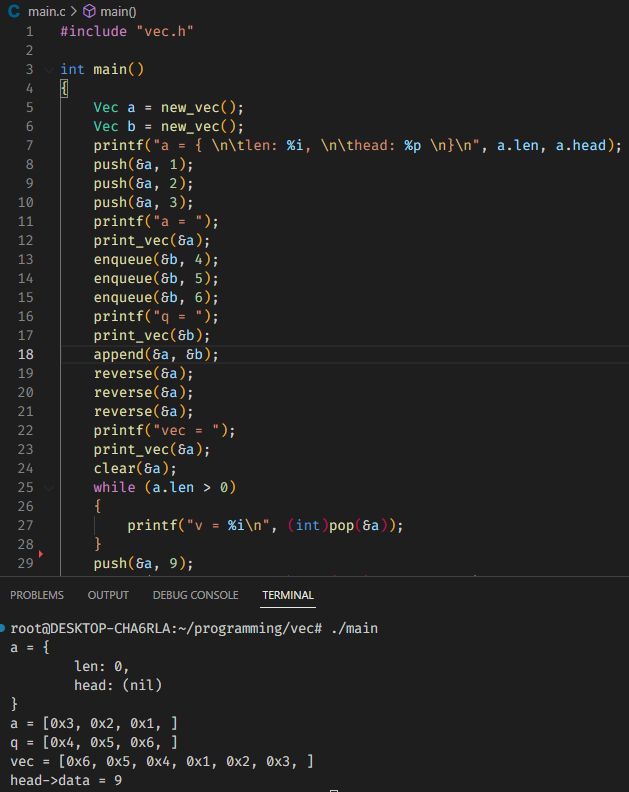 main.c > main()
1 #include "vec.h"
2
3 int main()
4 {
5 Vec a = new_vec();
6 Vec b = new_vec();
7 printf("a = { \n\tlen: %i, \n\thead: %p \n}\n", a.len, a.head);
8 push(&a, 1);
9 push(&a, 2);
10 push(&a, 3);
11 printf("a = ");
12 print_vec(&a);
13 enqueue(&b, 4);
14 enqueue(&b, 5);
15 enqueue(&b, 6);
16 printf("q = ");
17 print_vec(&b);
18 append(&a, &b);
19 reverse(&a);
20 reverse(&a);
21 reverse(&a);
22 printf("vec = ");
23 print_vec(&a);
24 clear(&a);
25 while (a.len > 0)
26 {
27 printf("v = %i\n", (int)pop(&a));
28 }
29 push(&a, 9);
PROBLEMS OUTPUT DEBUG CONSOLE TERMINAL
root@DESKTOP-CHA6RLA:~/programming/vec# ./main
a = {
len: 0,
head: (nil)
}
a = [0x3, 0x2, 0x1, ]
q = [0x4, 0x5, 0x6, ]
vec = [0x6, 0x5, 0x4, 0x1, 0x2, 0x3, ]
head->data = 9